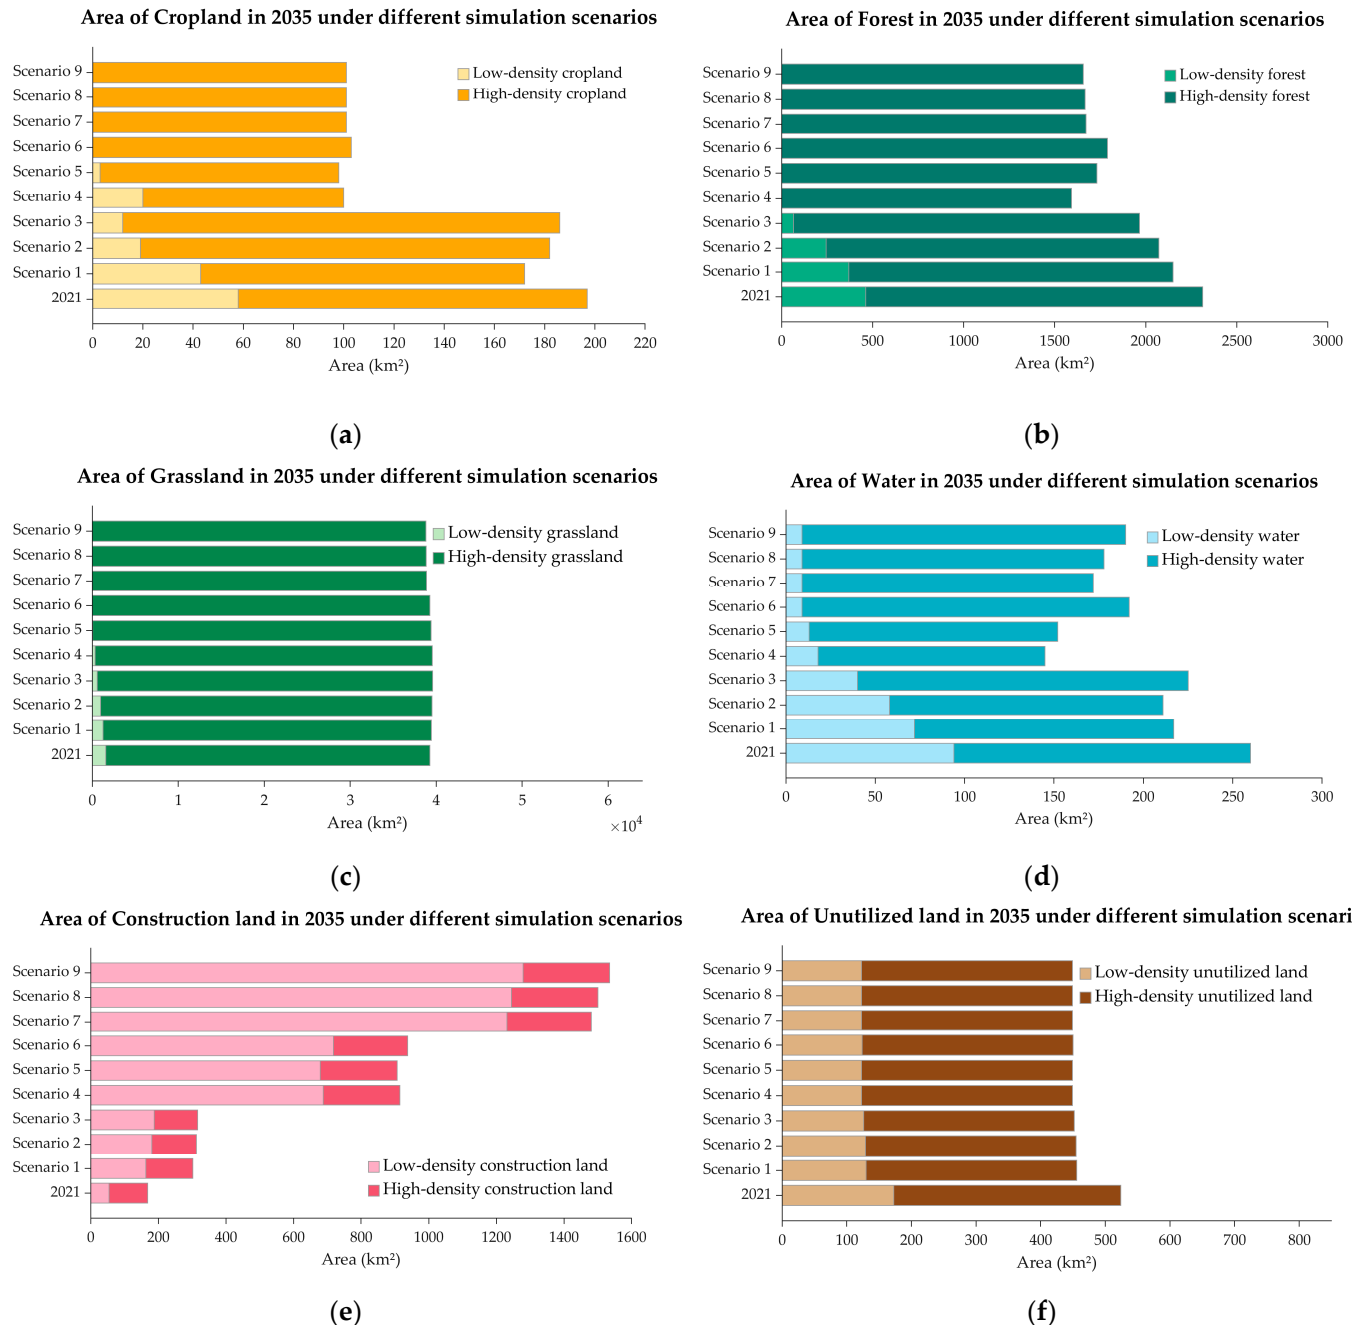 Area of Cropland in 2035 under different simulation scenarios
Scenario 9
Scenario 8
Scenario 7
Scenario 6
Scenario 5
Scenario 4
Scenario 3
Scenario 2
Scenario 1
2021
Low-density cropland
High-density cropland
0 20 40 60 80 100 120 140 160 180 200 220
Area (km²)
(a)
Area of Forest in 2035 under different simulation scenarios
Scenario 9
Scenario 8
Scenario 7
Scenario 6
Scenario 5
Scenario 4
Scenario 3
Scenario 2
Scenario 1
2021
Low-density forest
High-density forest
0 500 1000 1500 2000 2500 3000
Area (km²)
(b)
Area of Grassland in 2035 under different simulation scenarios
Scenario 9
Scenario 8
Scenario 7
Scenario 6
Scenario 5
Scenario 4
Scenario 3
Scenario 2
Scenario 1
2021
Low-density grassland
High-density grassland
0 1 2 3 4 5 6
Area (km²)
×10⁴
(c)
Area of Water in 2035 under different simulation scenarios
Scenario 9
Scenario 8
Scenario 7
Scenario 6
Scenario 5
Scenario 4
Scenario 3
Scenario 2
Scenario 1
2021
Low-density water
High-density water
0 50 100 150 200 250 300
Area (km²)
(d)
Area of Construction land in 2035 under different simulation scenarios
Scenario 9
Scenario 8
Scenario 7
Scenario 6
Scenario 5
Scenario 4
Scenario 3
Scenario 2
Scenario 1
2021
Low-density construction land
High-density construction land
0 200 400 600 800 1000 1200 1400 1600
Area (km²)
(e)
Area of Unutilized land in 2035 under different simulation scenari
Scenario 9
Scenario 8
Scenario 7
Scenario 6
Scenario 5
Scenario 4
Scenario 3
Scenario 2
Scenario 1
2021
Low-density unutilized land
High-density unutilized land
0 100 200 300 400 500 600 700 800
Area (km²)
(f)